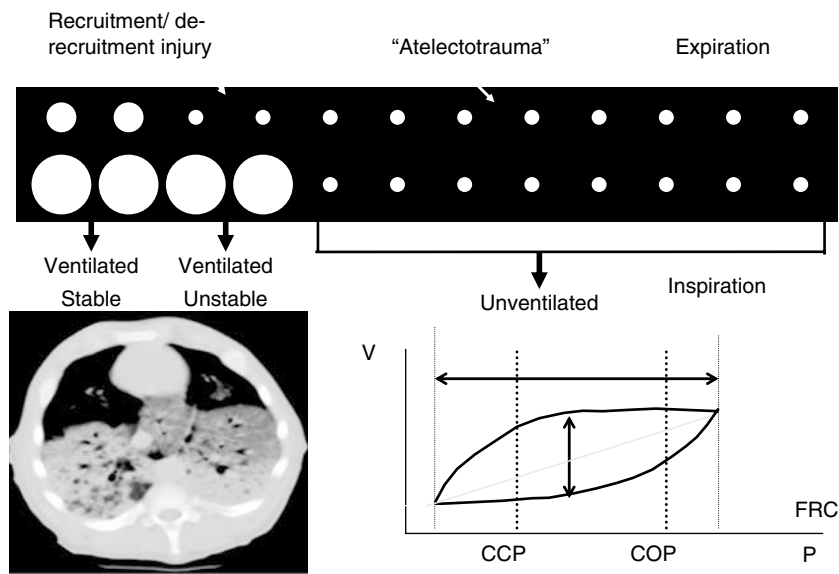 Recruitment/ de-
recruitment injury
“Atelectotrauma”
Expiration
Ventilated
Stable
Ventilated
Unstable
Unventilated
Inspiration
V
FRC
CCP
COP
P